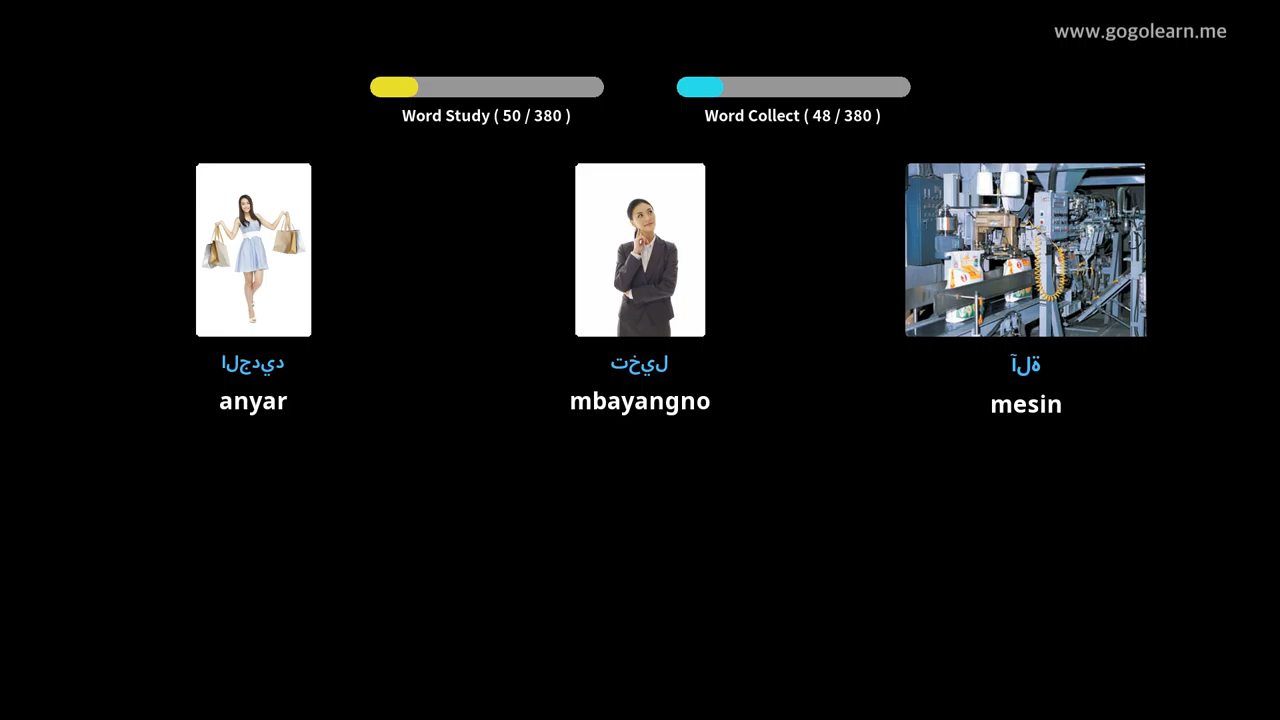 www.gogolearn.me
Word Study ( 50 / 380 )
Word Collect ( 48 / 380 )
الجديد
anyar
تخيل
mbayangno
آلة
mesin